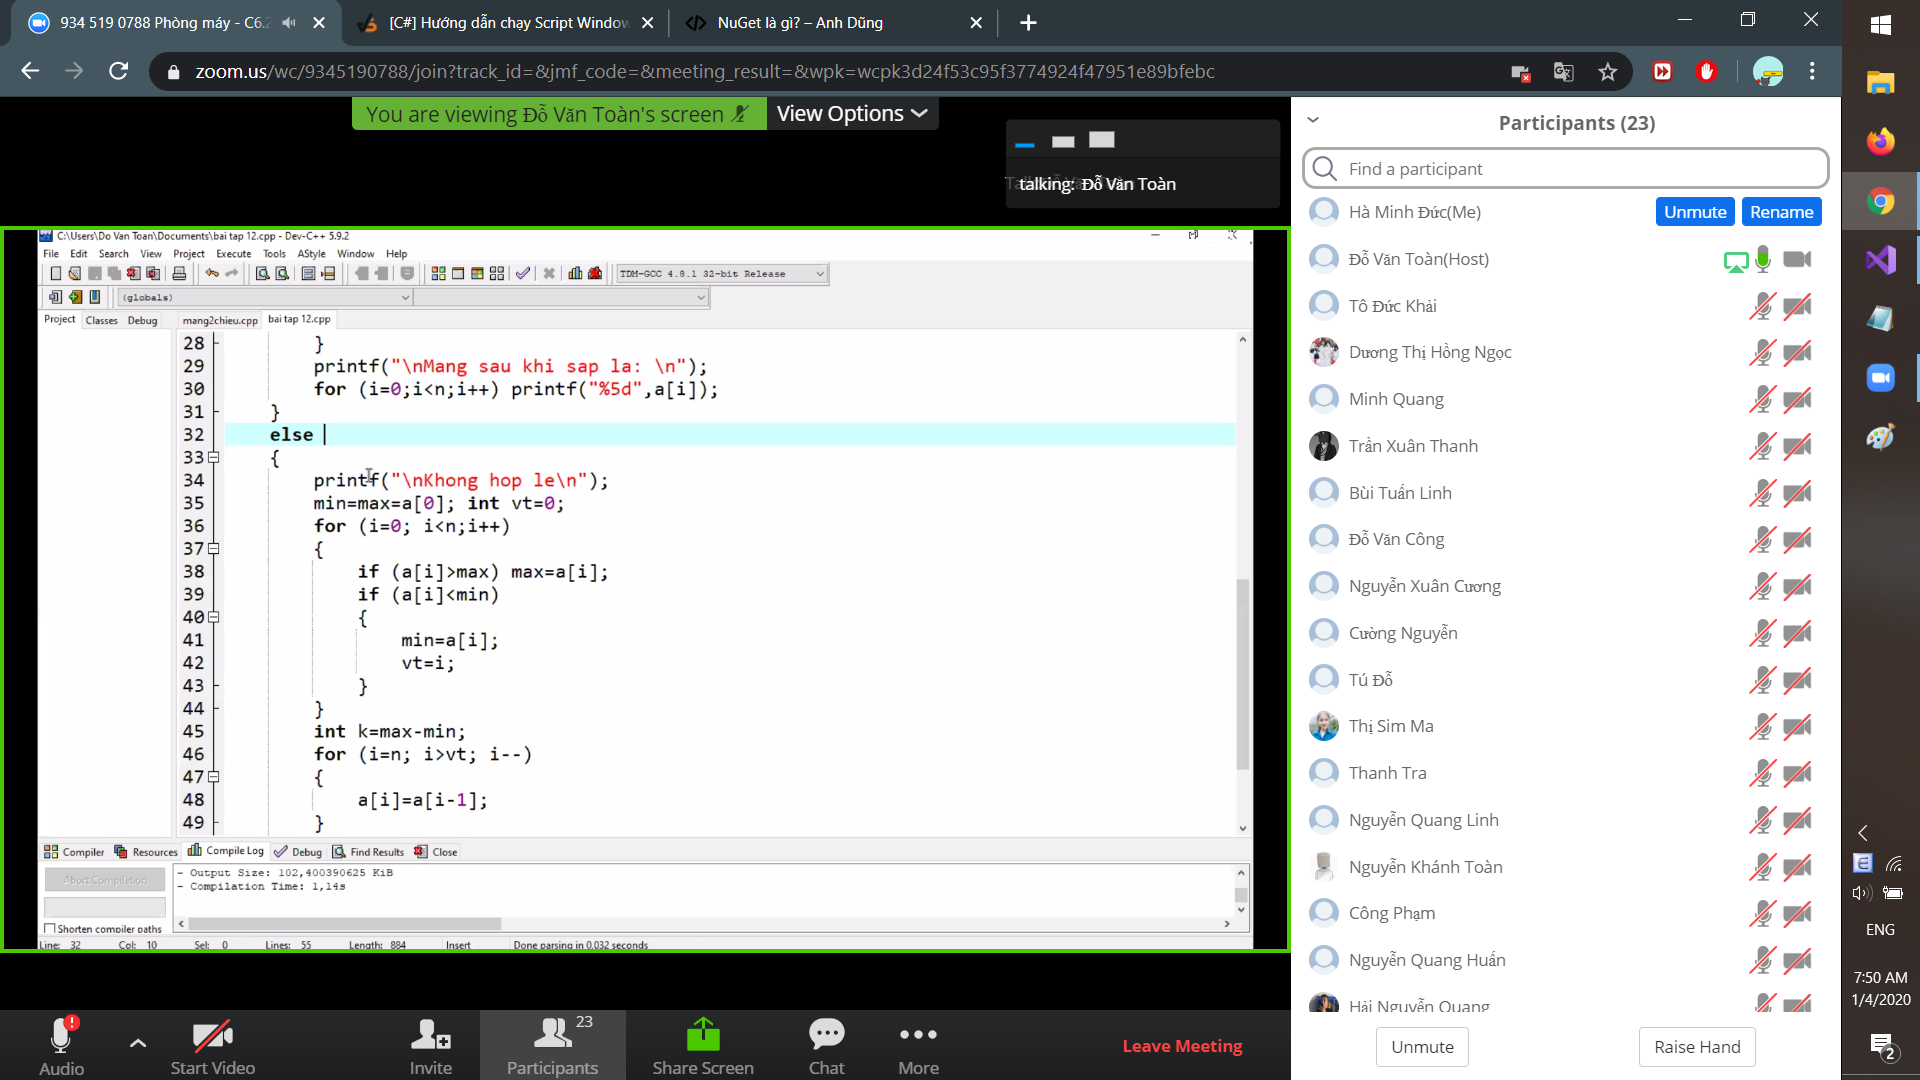 934 519 0788 Phòng máy - C6.2
[C#] Hướng dẫn chạy Script Window
NuGet là gì? – Anh Dũng
zoom.us/wc/9345190788/join?track_id=&jmf_code=&meeting_result=&wpk=wcpk3d24f53c95f3774924f47951e89bfebc
You are viewing Đỗ Văn Toàn's screen
View Options
talking: Đỗ Văn Toàn
C:\Users\Do Van Toan\Documents\bai tap 12.cpp - Dev-C++ 5.9.2
File Edit Search View Project Execute Tools AStyle Window Help
TDM-GCC 4.8.1 32-bit Release
(globals)
Project Classes Debug
mang2chieu.cpp bai tap 12.cpp
28 }
29 printf("\nMang sau khi sap la: \n");
30 for (i=0;i<n;i++) printf("%5d",a[i]);
31 }
32 else
33 {
34 printf("\nKhong hop le\n");
35 min=max=a[0]; int vt=0;
36 for (i=0; i<n;i++)
37 {
38 if (a[i]>max) max=a[i];
39 if (a[i]<min)
40 {
41 min=a[i];
42 vt=i;
43 }
44 }
45 int k=max-min;
46 for (i=n; i>vt; i--)
47 {
48 a[i]=a[i-1];
49 }
Compiler Resources Compile Log Debug Find Results Close
Abort Compilation
- Output Size: 102,400390625 KiB
- Compilation Time: 1,14s
Shorten compiler paths
Line: 32 Col: 10 Sel: 0 Lines: 55 Length: 884 Insert Done parsing in 0,032 seconds
Participants (23)
Find a participant
Hà Minh Đức(Me) Unmute Rename
Đỗ Văn Toàn(Host)
Tô Đức Khải
Dương Thị Hồng Ngọc
Minh Quang
Trần Xuân Thanh
Bùi Tuấn Linh
Đỗ Văn Công
Nguyễn Xuân Cương
Cường Nguyễn
Tú Đỗ
Thị Sim Ma
Thanh Tra
Nguyễn Quang Linh
Nguyễn Khánh Toàn
Công Phạm
Nguyễn Quang Huấn
Hải Nguyễn Quang
Unmute Raise Hand
Audio
Start Video
Invite
23
Participants
Share Screen
Chat
More
Leave Meeting
ENG
7:50 AM
1/4/2020
2